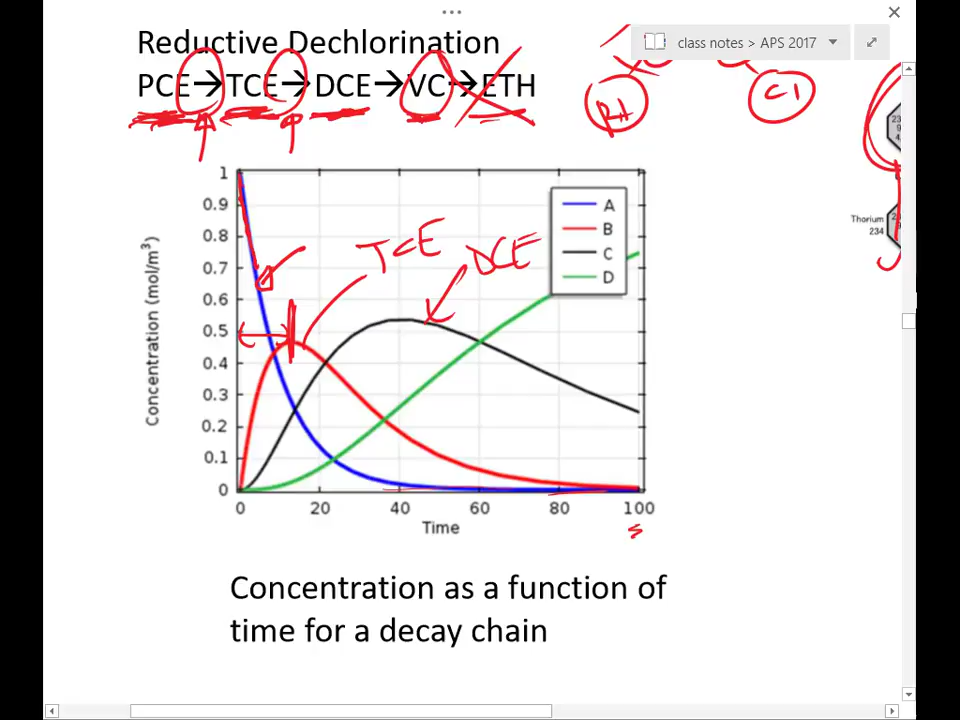 Reductive Dechlorination
class notes > APS 2017
PCE→TCE→DCE→VC→ETH
RH
Cl
Thorium
234
TCE
DCE
A
B
C
D
Concentration (mol/m³)
1
0.9
0.8
0.7
0.6
0.5
0.4
0.3
0.2
0.1
0
0 20 40 60 80 100
Time
s
Concentration as a function of
time for a decay chain